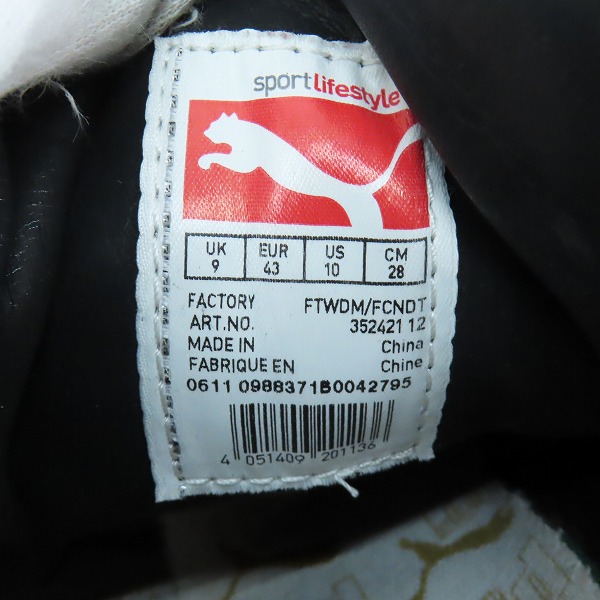 sportlifestyle
UK EUR US CM
9 43 10 28
FACTORY FTWDM/FCNDT
ART.NO. 352421 12
MADE IN China
FABRIQUE EN Chine
0611 0988371B0042795
4 051409 201136